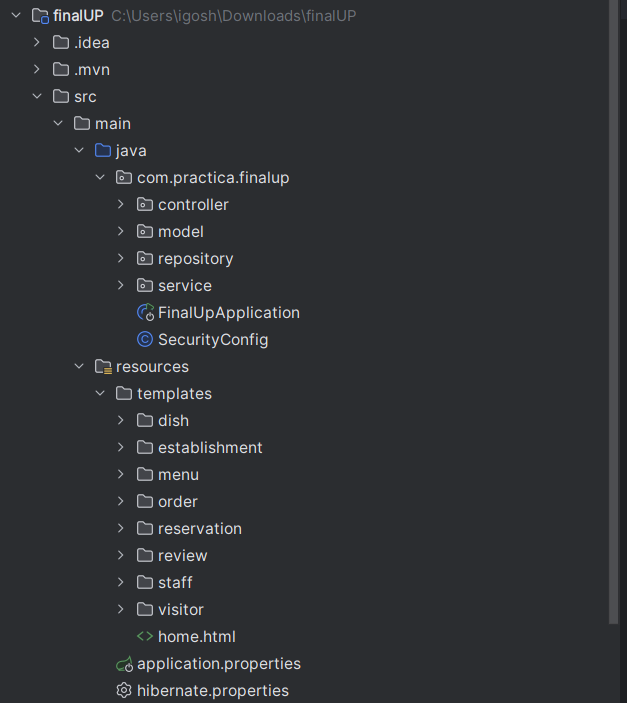 finalUP C:\Users\igosh\Downloads\finalUP
.idea
.mvn
src
main
java
com.practica.finalup
controller
model
repository
service
FinalUpApplication
SecurityConfig
resources
templates
dish
establishment
menu
order
reservation
review
staff
visitor
home.html
application.properties
hibernate.properties